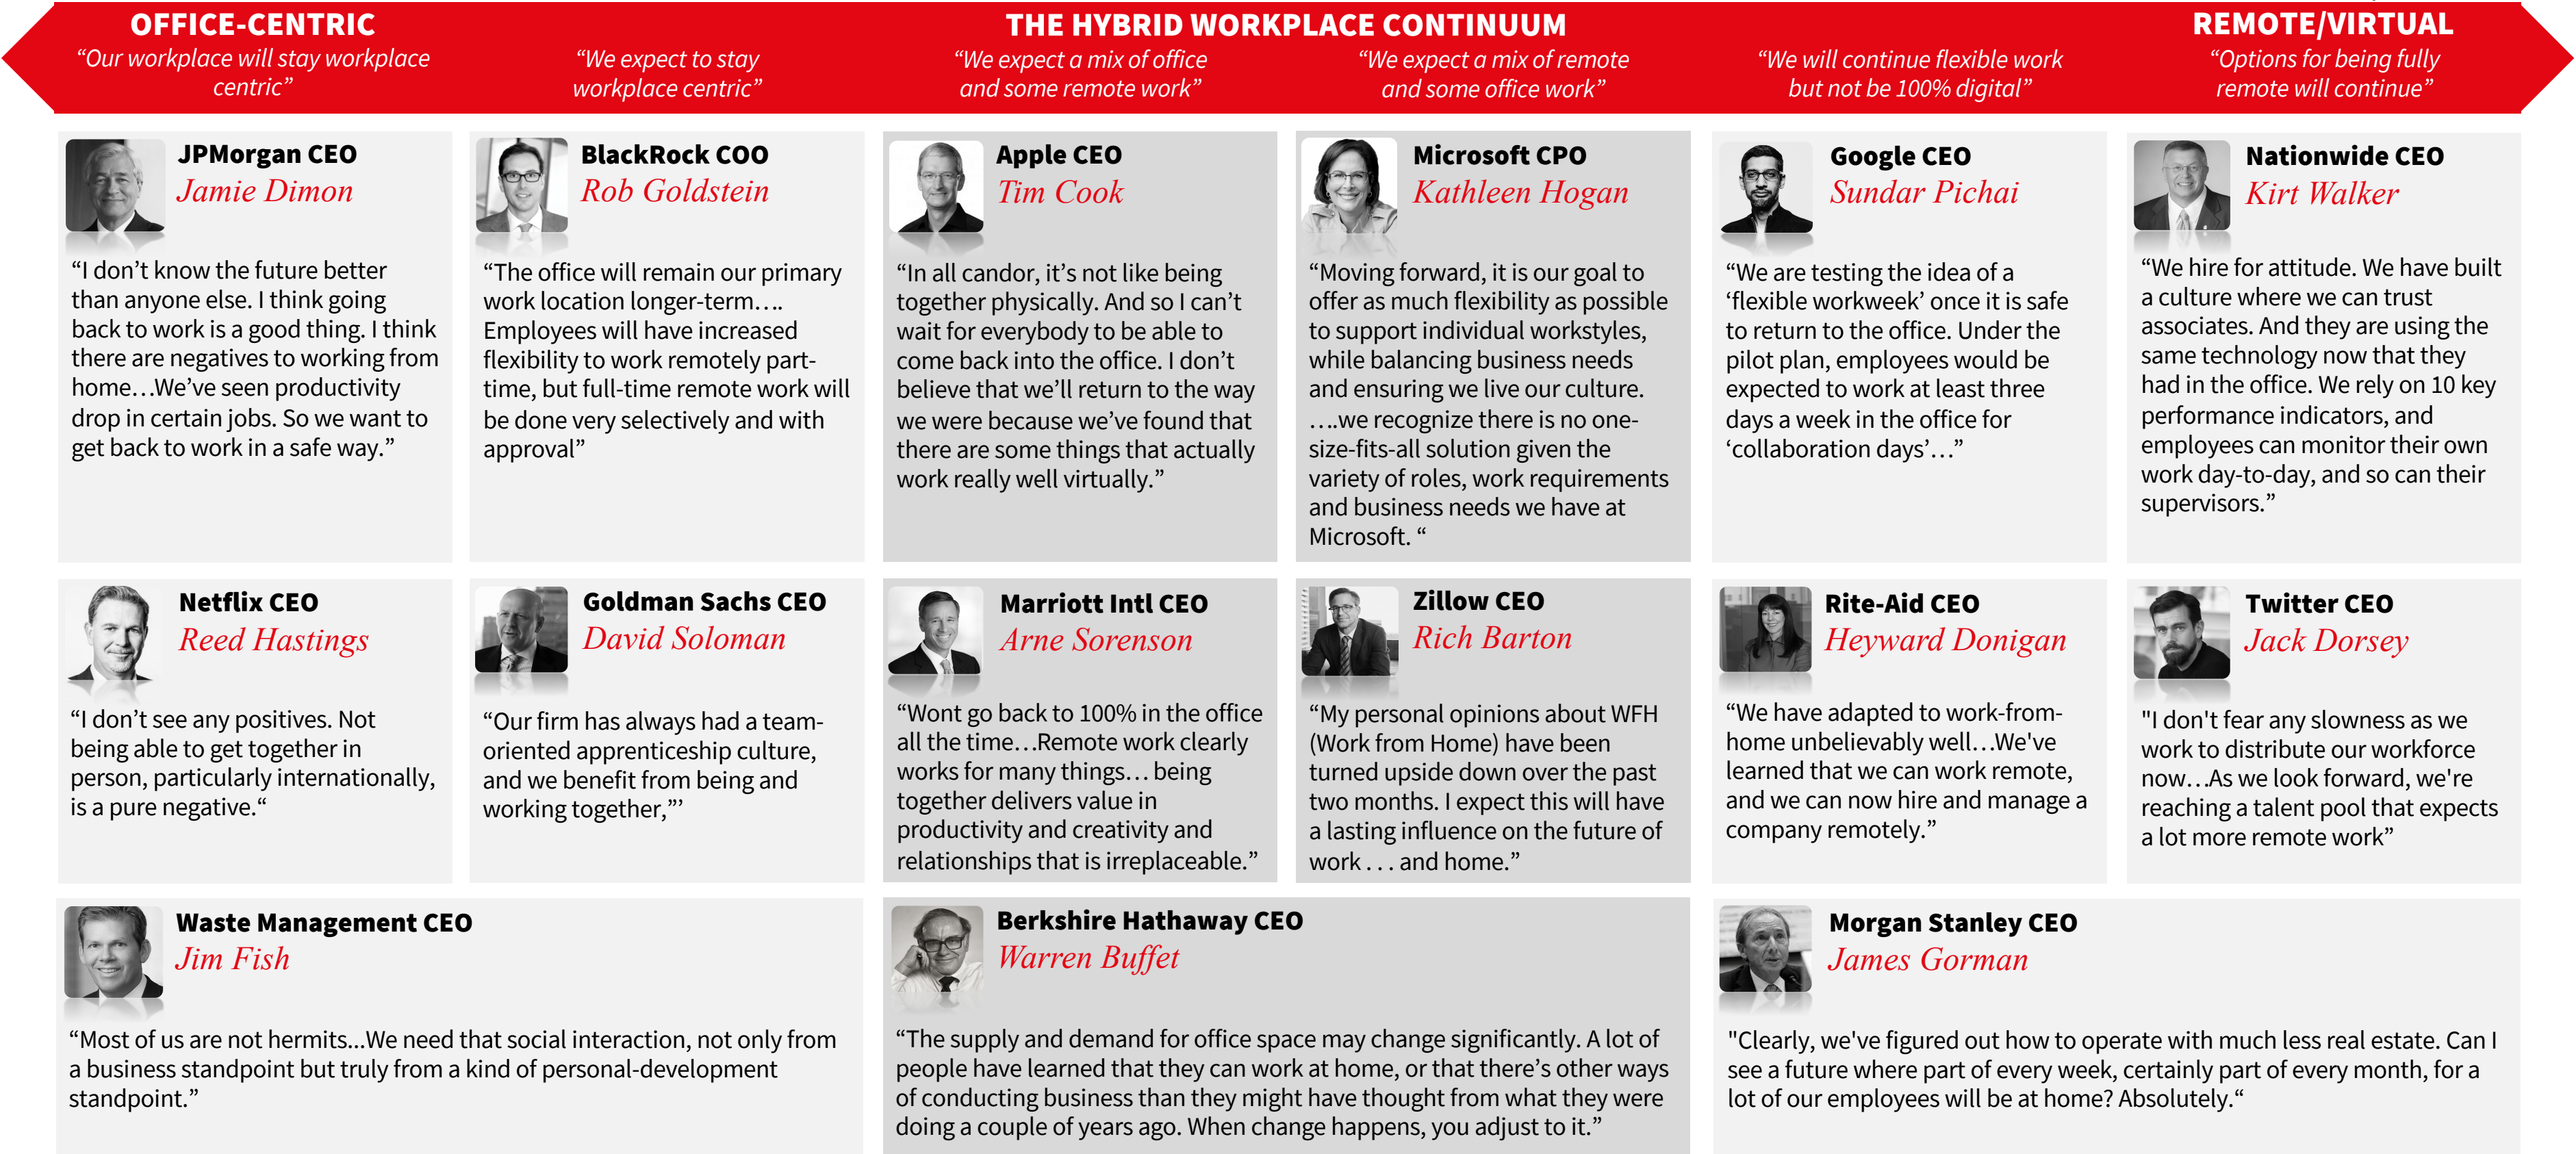 OFFICE-CENTRIC
“Our workplace will stay workplace
centric”
“We expect to stay
workplace centric”
THE HYBRID WORKPLACE CONTINUUM
“We expect a mix of office
and some remote work”
“We expect a mix of remote
and some office work”
“We will continue flexible work
but not be 100% digital”
REMOTE/VIRTUAL
“Options for being fully
remote will continue”
JPMorgan CEO
Jamie Dimon
“I don’t know the future better
than anyone else. I think going
back to work is a good thing. I think
there are negatives to working from
home…We’ve seen productivity
drop in certain jobs. So we want to
get back to work in a safe way.”
BlackRock COO
Rob Goldstein
“The office will remain our primary
work location longer-term….
Employees will have increased
flexibility to work remotely part-
time, but full-time remote work will
be done very selectively and with
approval”
Apple CEO
Tim Cook
“In all candor, it’s not like being
together physically. And so I can’t
wait for everybody to be able to
come back into the office. I don’t
believe that we’ll return to the way
we were because we’ve found that
there are some things that actually
work really well virtually.”
Microsoft CPO
Kathleen Hogan
“Moving forward, it is our goal to
offer as much flexibility as possible
to support individual workstyles,
while balancing business needs
and ensuring we live our culture.
….we recognize there is no one-
size-fits-all solution given the
variety of roles, work requirements
and business needs we have at
Microsoft. “
Google CEO
Sundar Pichai
“We are testing the idea of a
‘flexible workweek’ once it is safe
to return to the office. Under the
pilot plan, employees would be
expected to work at least three
days a week in the office for
‘collaboration days’…”
Nationwide CEO
Kirt Walker
“We hire for attitude. We have built
a culture where we can trust
associates. And they are using the
same technology now that they
had in the office. We rely on 10 key
performance indicators, and
employees can monitor their own
work day-to-day, and so can their
supervisors.”
Netflix CEO
Reed Hastings
“I don’t see any positives. Not
being able to get together in
person, particularly internationally,
is a pure negative.“
Goldman Sachs CEO
David Soloman
“Our firm has always had a team-
oriented apprenticeship culture,
and we benefit from being and
working together,”’
Marriott Intl CEO
Arne Sorenson
“Wont go back to 100% in the office
all the time…Remote work clearly
works for many things… being
together delivers value in
productivity and creativity and
relationships that is irreplaceable.”
Zillow CEO
Rich Barton
“My personal opinions about WFH
(Work from Home) have been
turned upside down over the past
two months. I expect this will have
a lasting influence on the future of
work . . . and home.”
Rite-Aid CEO
Heyward Donigan
“We have adapted to work-from-
home unbelievably well…We've
learned that we can work remote,
and we can now hire and manage a
company remotely.”
Twitter CEO
Jack Dorsey
"I don't fear any slowness as we
work to distribute our workforce
now…As we look forward, we're
reaching a talent pool that expects
a lot more remote work”
Waste Management CEO
Jim Fish
“Most of us are not hermits...We need that social interaction, not only from
a business standpoint but truly from a kind of personal-development
standpoint.”
Berkshire Hathaway CEO
Warren Buffet
“The supply and demand for office space may change significantly. A lot of
people have learned that they can work at home, or that there’s other ways
of conducting business than they might have thought from what they were
doing a couple of years ago. When change happens, you adjust to it.”
Morgan Stanley CEO
James Gorman
"Clearly, we've figured out how to operate with much less real estate. Can I
see a future where part of every week, certainly part of every month, for a
lot of our employees will be at home? Absolutely.“